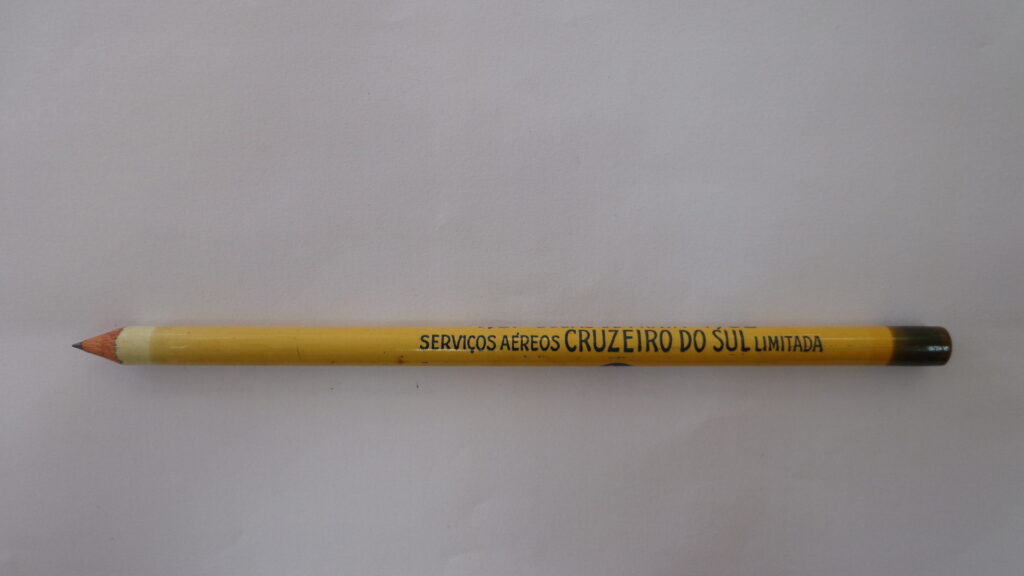 SERVIÇOS AÉREOS CRUZEIRO DO SUL LIMITADA